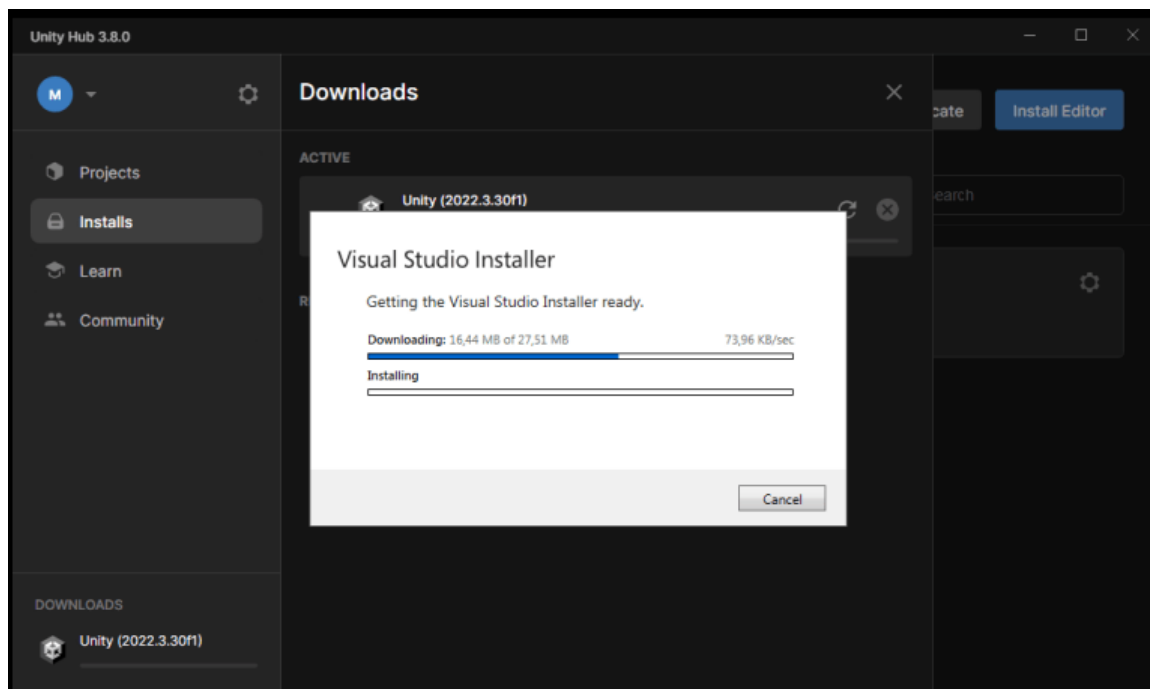 Unity Hub 3.8.0
M
Downloads
Install Editor
ACTIVE
Projects
Unity (2022.3.30f1)
Installs
Visual Studio Installer
Learn
Getting the Visual Studio Installer ready.
Community
Downloading: 16,44 MB of 27,51 MB 73,96 KB/sec
Installing
Cancel
DOWNLOADS
Unity (2022.3.30f1)